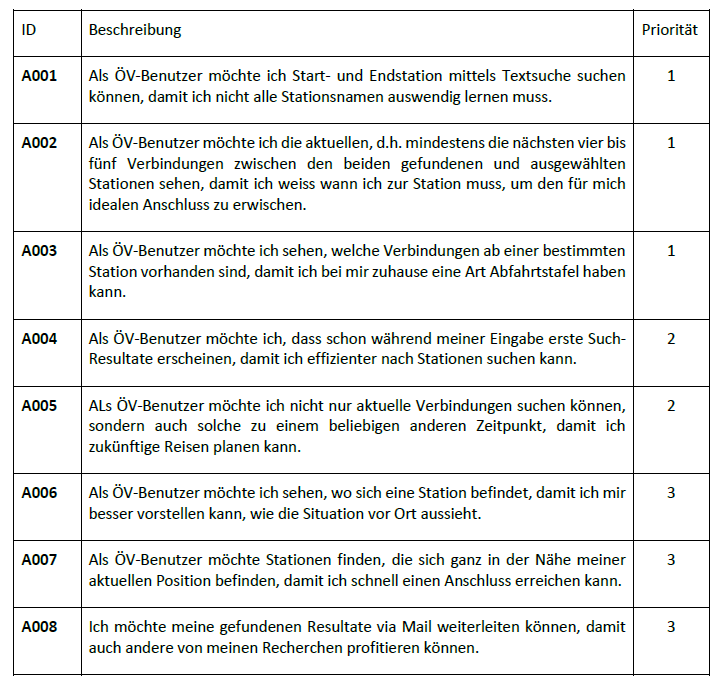 ID Beschreibung Priorität
A001 Als ÖV-Benutzer möchte ich Start- und Endstation mittels Textsuche suchen 1
können, damit ich nicht alle Stationsnamen auswendig lernen muss.
A002 Als ÖV-Benutzer möchte ich die aktuellen, d.h. mindestens die nächsten vier bis 1
fünf Verbindungen zwischen den beiden gefundenen und ausgewählten
Stationen sehen, damit ich weiss wann ich zur Station muss, um den für mich
idealen Anschluss zu erwischen.
A003 Als ÖV-Benutzer möchte ich sehen, welche Verbindungen ab einer bestimmten 1
Station vorhanden sind, damit ich bei mir zuhause eine Art Abfahrtstafel haben
kann.
A004 Als ÖV-Benutzer möchte ich, dass schon während meiner Eingabe erste Such- 2
Resultate erscheinen, damit ich effizienter nach Stationen suchen kann.
A005 ALs ÖV-Benutzer möchte ich nicht nur aktuelle Verbindungen suchen können, 2
sondern auch solche zu einem beliebigen anderen Zeitpunkt, damit ich
zukünftige Reisen planen kann.
A006 Als ÖV-Benutzer möchte ich sehen, wo sich eine Station befindet, damit ich mir 3
besser vorstellen kann, wie die Situation vor Ort aussieht.
A007 Als ÖV-Benutzer möchte Stationen finden, die sich ganz in der Nähe meiner 3
aktuellen Position befinden, damit ich schnell einen Anschluss erreichen kann.
A008 Ich möchte meine gefundenen Resultate via Mail weiterleiten können, damit 3
auch andere von meinen Recherchen profitieren können.